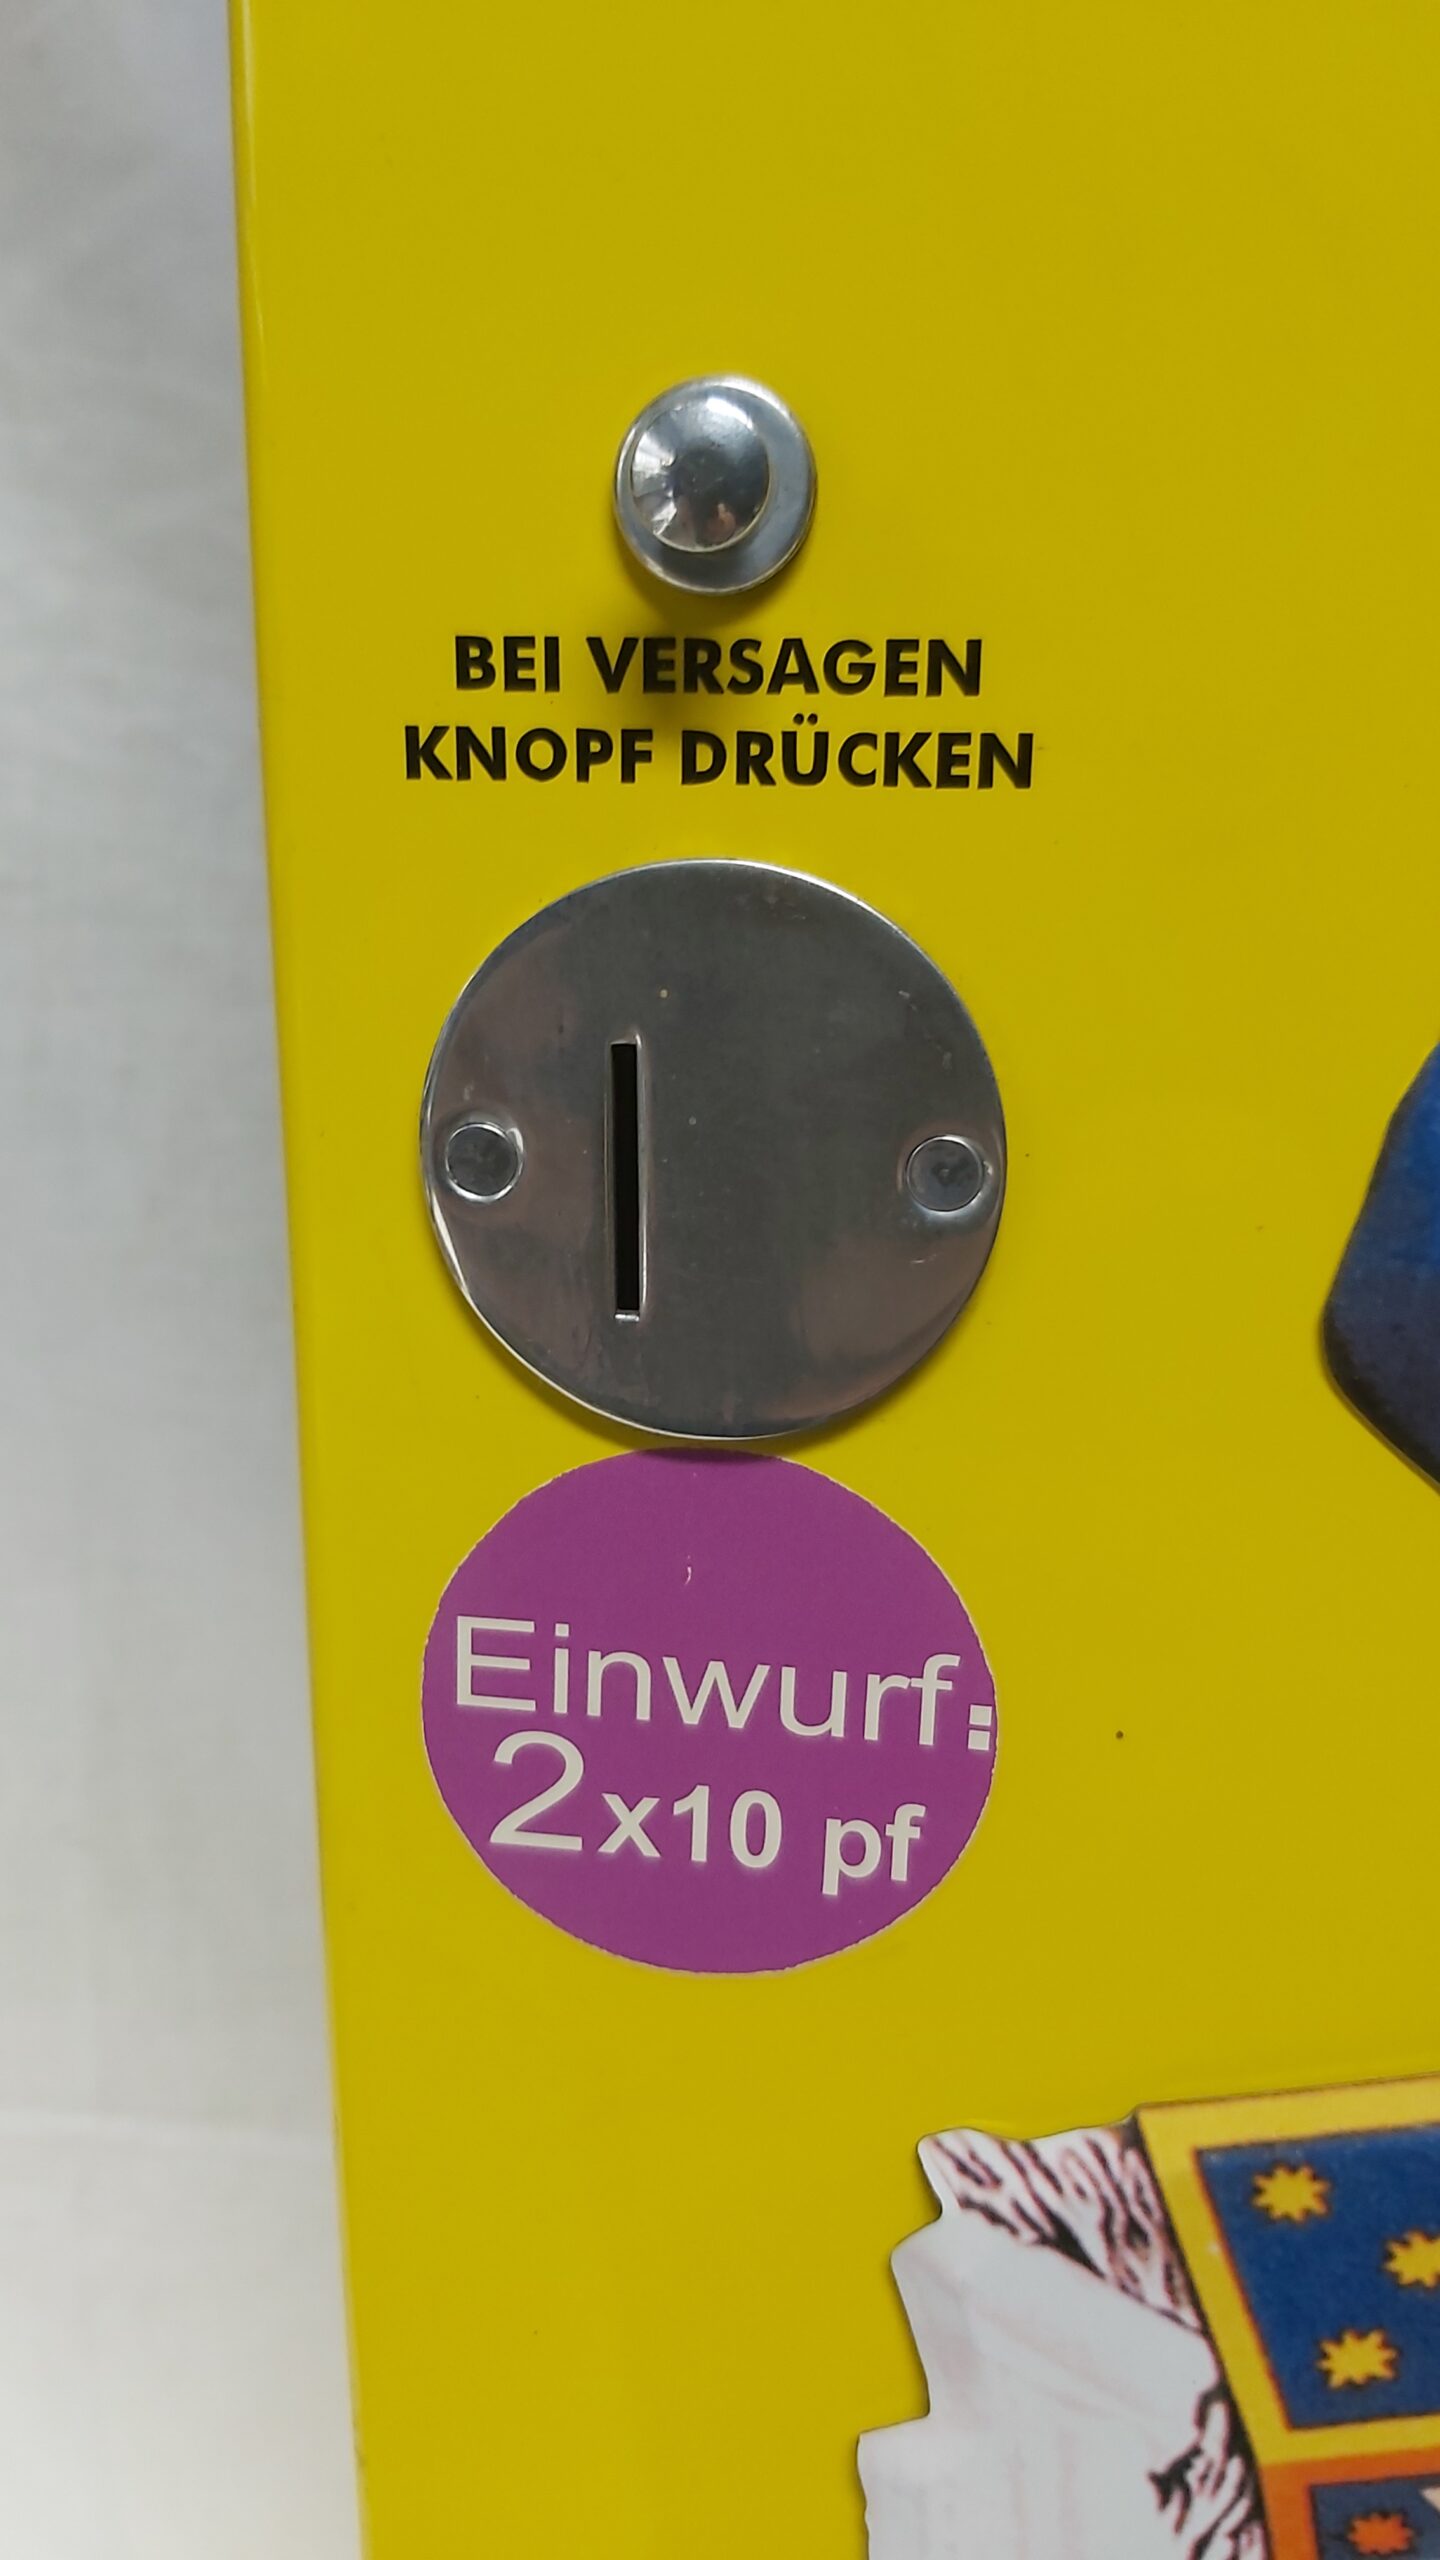 BEI VERSAGEN
KNOPF DRÜCKEN
Einwurf:
2x10 pf